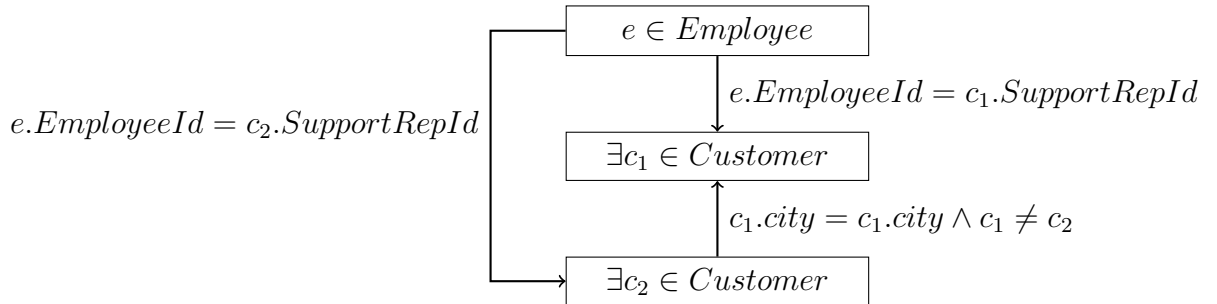 e ∈ Employee
e.EmployeeId = c₁.SupportRepId
e.EmployeeId = c₂.SupportRepId
∃c₁ ∈ Customer
c₁.city = c₁.city ∧ c₁ ≠ c₂
∃c₂ ∈ Customer